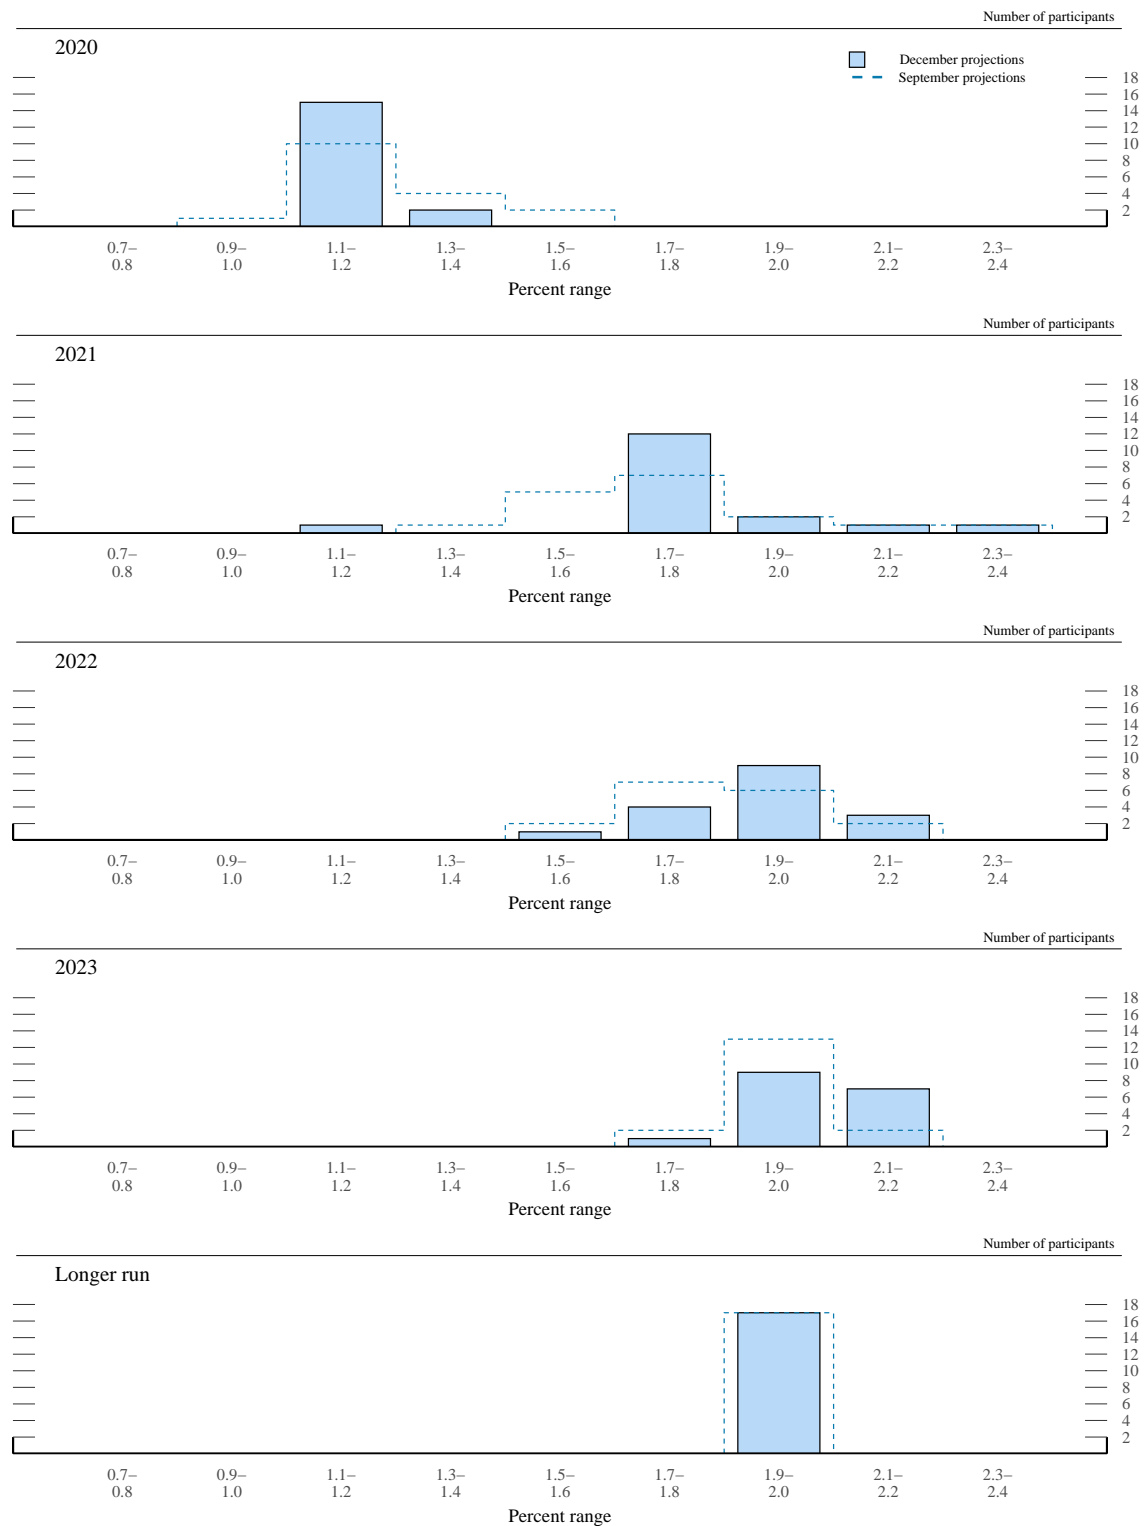 Number of participants
2020
December projections
September projections
18
16
14
12
10
8
6
4
2
0.7– 0.9– 1.1– 1.3– 1.5– 1.7– 1.9– 2.1– 2.3–
0.8 1.0 1.2 1.4 1.6 1.8 2.0 2.2 2.4
Percent range
Number of participants
2021
18
16
14
12
10
8
6
4
2
0.7– 0.9– 1.1– 1.3– 1.5– 1.7– 1.9– 2.1– 2.3–
0.8 1.0 1.2 1.4 1.6 1.8 2.0 2.2 2.4
Percent range
Number of participants
2022
18
16
14
12
10
8
6
4
2
0.7– 0.9– 1.1– 1.3– 1.5– 1.7– 1.9– 2.1– 2.3–
0.8 1.0 1.2 1.4 1.6 1.8 2.0 2.2 2.4
Percent range
Number of participants
2023
18
16
14
12
10
8
6
4
2
0.7– 0.9– 1.1– 1.3– 1.5– 1.7– 1.9– 2.1– 2.3–
0.8 1.0 1.2 1.4 1.6 1.8 2.0 2.2 2.4
Percent range
Number of participants
Longer run
18
16
14
12
10
8
6
4
2
0.7– 0.9– 1.1– 1.3– 1.5– 1.7– 1.9– 2.1– 2.3–
0.8 1.0 1.2 1.4 1.6 1.8 2.0 2.2 2.4
Percent range